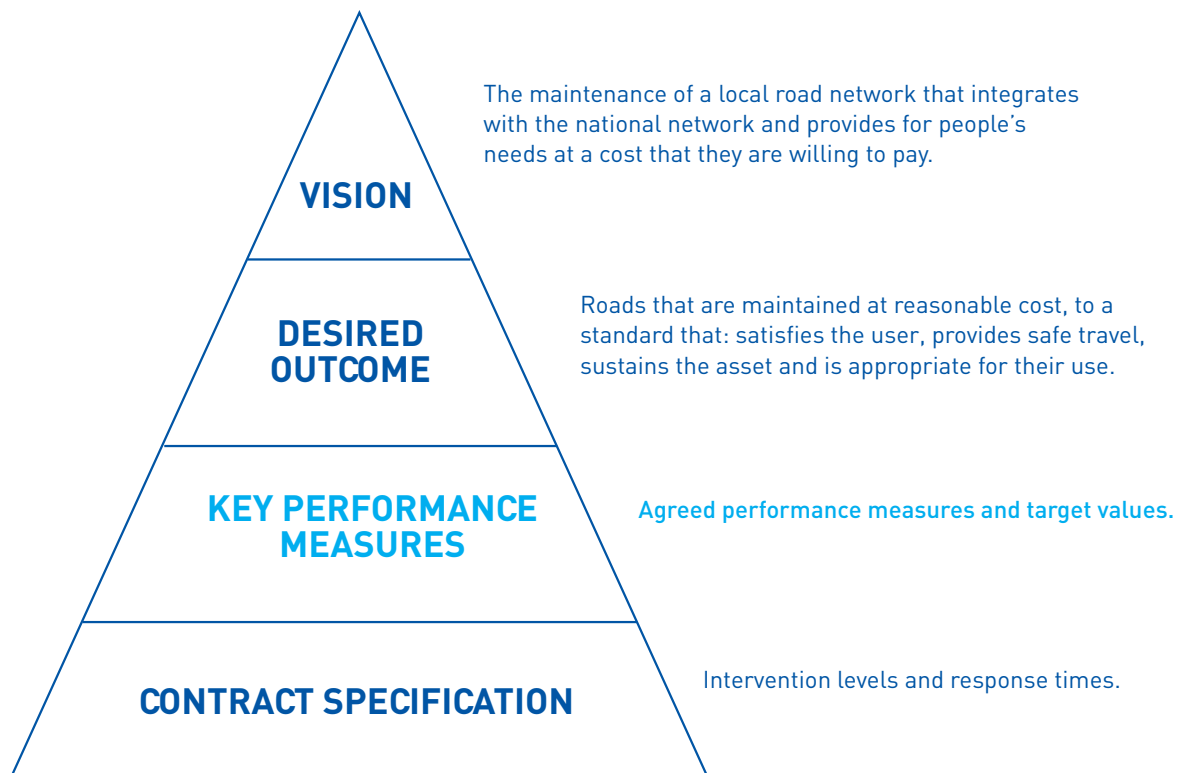 The maintenance of a local road network that integrates
with the national network and provides for people’s
needs at a cost that they are willing to pay.
VISION
Roads that are maintained at reasonable cost, to a
standard that: satisfies the user, provides safe travel,
sustains the asset and is appropriate for their use.
DESIRED
OUTCOME
KEY PERFORMANCE
MEASURES
Agreed performance measures and target values.
CONTRACT SPECIFICATION
Intervention levels and response times.